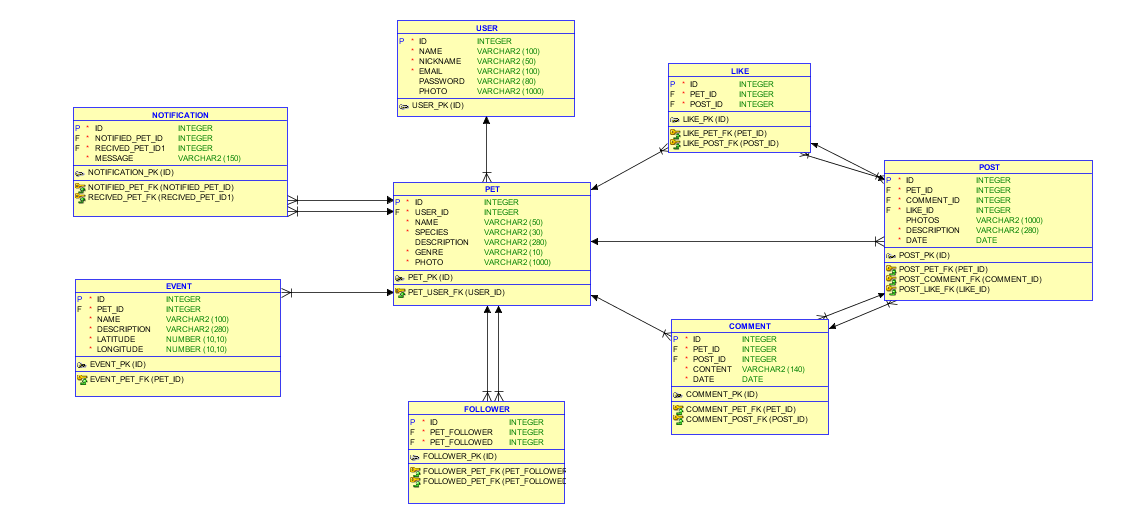 USER
P * ID INTEGER
* NAME VARCHAR2 (100)
* NICKNAME VARCHAR2 (50)
* EMAIL VARCHAR2 (100)
PASSWORD VARCHAR2 (80)
PHOTO VARCHAR2 (1000)
USER_PK (ID)
LIKE
P * ID INTEGER
F * PET_ID INTEGER
F * POST_ID INTEGER
LIKE_PK (ID)
LIKE_PET_FK (PET_ID)
LIKE_POST_FK (POST_ID)
NOTIFICATION
P * ID INTEGER
F * NOTIFIED_PET_ID INTEGER
F * RECIVED_PET_ID1 INTEGER
* MESSAGE VARCHAR2 (150)
NOTIFICATION_PK (ID)
NOTIFIED_PET_FK (NOTIFIED_PET_ID)
RECIVED_PET_FK (RECIVED_PET_ID1)
PET
P * ID INTEGER
F * USER_ID INTEGER
* NAME VARCHAR2 (50)
* SPECIES VARCHAR2 (30)
DESCRIPTION VARCHAR2 (280)
* GENRE VARCHAR2 (10)
* PHOTO VARCHAR2 (1000)
PET_PK (ID)
PET_USER_FK (USER_ID)
POST
P * ID INTEGER
F * PET_ID INTEGER
F * COMMENT_ID INTEGER
F * LIKE_ID INTEGER
PHOTOS VARCHAR2 (1000)
* DESCRIPTION VARCHAR2 (280)
* DATE DATE
POST_PK (ID)
POST_PET_FK (PET_ID)
POST_COMMENT_FK (COMMENT_ID)
POST_LIKE_FK (LIKE_ID)
EVENT
P * ID INTEGER
F * PET_ID INTEGER
* NAME VARCHAR2 (100)
* DESCRIPTION VARCHAR2 (280)
* LATITUDE NUMBER (10,10)
* LONGITUDE NUMBER (10,10)
EVENT_PK (ID)
EVENT_PET_FK (PET_ID)
COMMENT
P * ID INTEGER
F * PET_ID INTEGER
F * POST_ID INTEGER
* CONTENT VARCHAR2 (140)
* DATE DATE
COMMENT_PK (ID)
COMMENT_PET_FK (PET_ID)
COMMENT_POST_FK (POST_ID)
FOLLOWER
P * ID INTEGER
F * PET_FOLLOWER INTEGER
F * PET_FOLLOWED INTEGER
FOLLOWER_PK (ID)
FOLLOWER_PET_FK (PET_FOLLOWER
FOLLOWED_PET_FK (PET_FOLLOWED